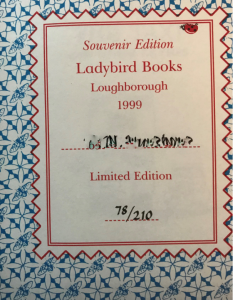 Souvenir Edition
Ladybird Books
Loughborough
1999
Limited Edition
78/210